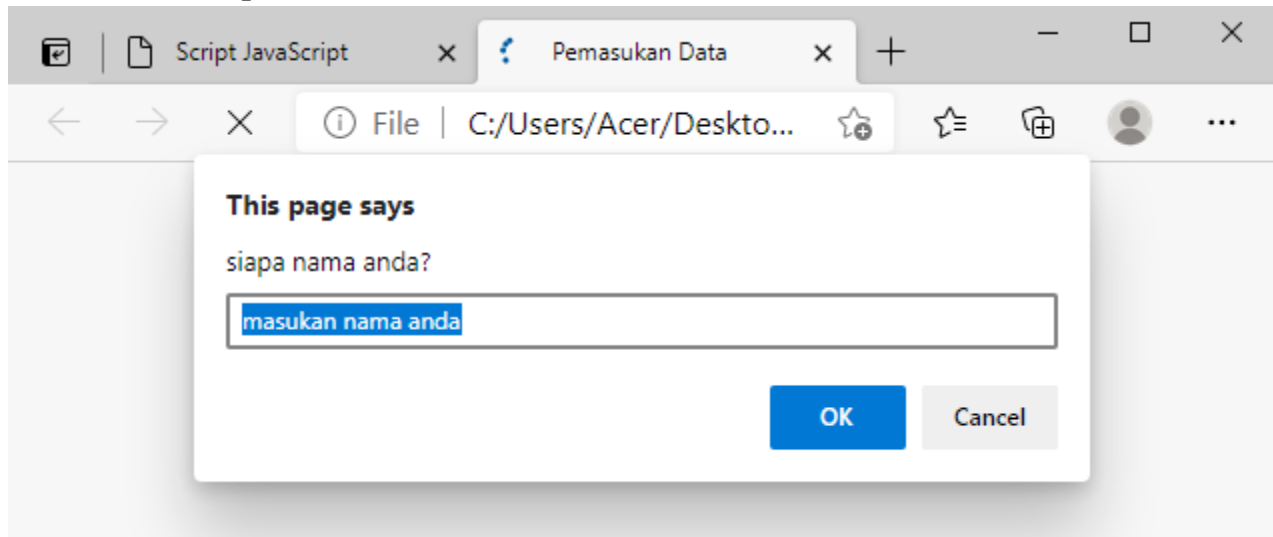 Script JavaScript
Pemasukan Data
File
C:/Users/Acer/Deskto...
This page says
siapa nama anda?
masukan nama anda
OK
Cancel